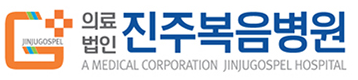 JINJUGOSPEL
의료
법인
진주복음병원
A MEDICAL CORPORATION JINJUGOSPEL HOSPITAL